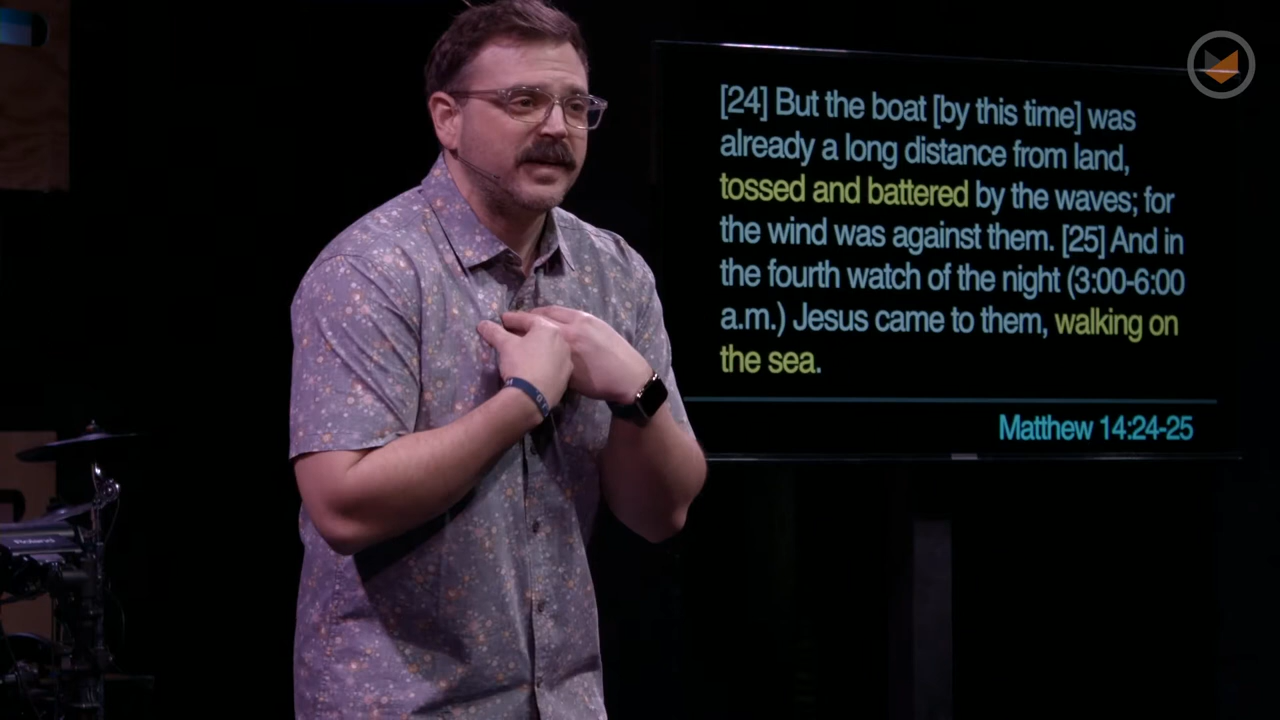 [24] But the boat [by this time] was
already a long distance from land,
tossed and battered by the waves; for
the wind was against them. [25] And in
the fourth watch of the night (3:00-6:00
a.m.) Jesus came to them, walking on
the sea.
Matthew 14:24-25
Roland